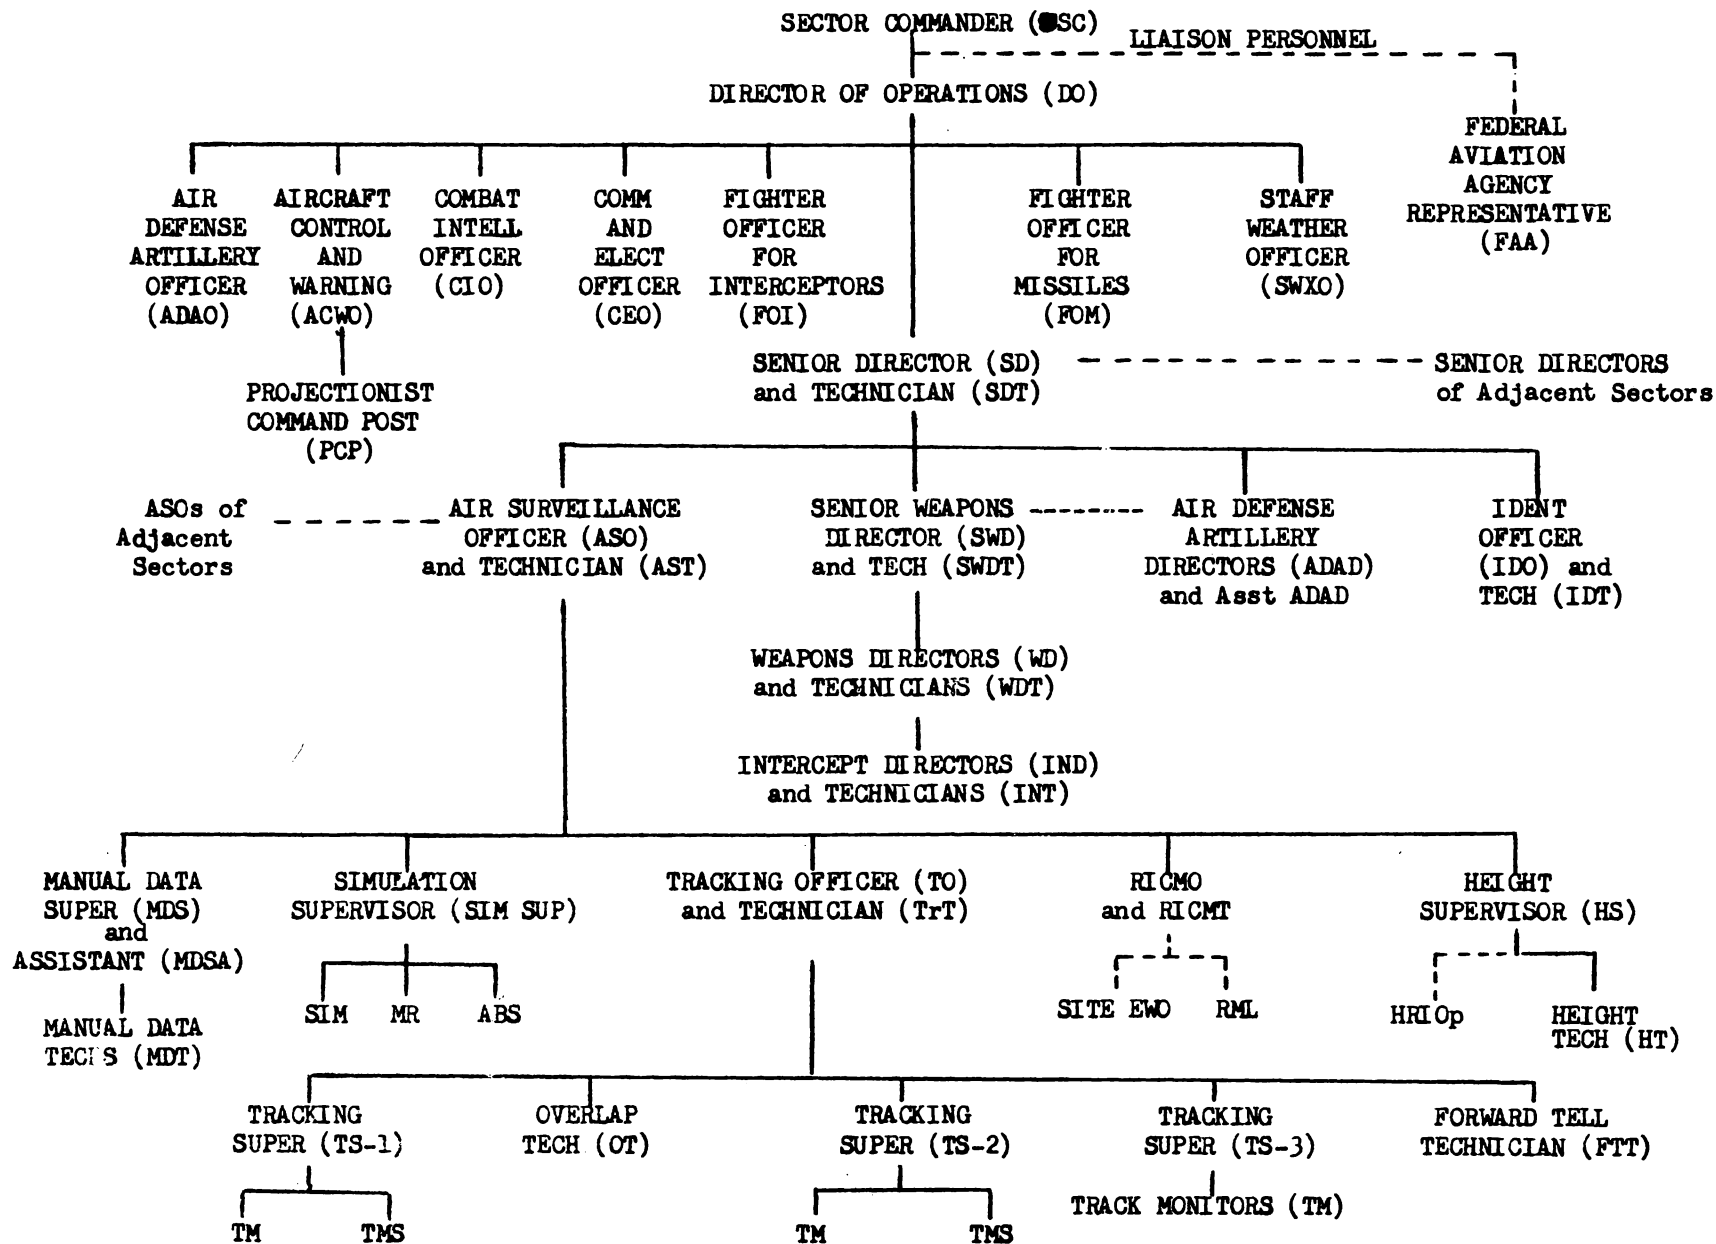 SECTOR COMMANDER (SC)
LIAISON PERSONNEL
DIRECTOR OF OPERATIONS (DO)
FEDERAL
AVIATION
AGENCY
REPRESENTATIVE
(FAA)
AIR
DEFENSE
ARTILLERY
OFFICER
(ADAO)
AIRCRAFT
CONTROL
AND
WARNING
(ACWO)
COMBAT
INTELL
OFFICER
(CIO)
COMM
AND
ELECT
OFFICER
(CEO)
FIGHTER
OFFICER
FOR
INTERCEPTORS
(FOI)
FIGHTER
OFFICER
FOR
MISSILES
(FOM)
STAFF
WEATHER
OFFICER
(SWXO)
PROJECTIONIST
COMMAND POST
(PCP)
SENIOR DIRECTOR (SD)
and TECHNICIAN (SDT)
SENIOR DIRECTORS
of Adjacent Sectors
ASOs of
Adjacent
Sectors
AIR SURVEILLANCE
OFFICER (ASO)
and TECHNICIAN (AST)
SENIOR WEAPONS
DIRECTOR (SWD)
and TECH (SWDT)
AIR DEFENSE
ARTILLERY
DIRECTORS (ADAD)
and Asst ADAD
IDENT
OFFICER
(IDO) and
TECH (IDT)
WEAPONS DIRECTORS (WD)
and TECHNICIANS (WDT)
INTERCEPT DIRECTORS (IND)
and TECHNICIANS (INT)
MANUAL DATA
SUPER (MDS)
and
ASSISTANT (MDSA)
MANUAL DATA
TECHS (MDT)
SIMULATION
SUPERVISOR (SIM SUP)
SIM
MR
ABS
TRACKING OFFICER (TO)
and TECHNICIAN (TrT)
RICMO
and RICMT
SITE EWO
RML
HEIGHT
SUPERVISOR (HS)
HRIOp
HEIGHT
TECH (HT)
TRACKING
SUPER (TS-1)
TM
TMS
OVERLAP
TECH (OT)
TRACKING
SUPER (TS-2)
TM
TMS
TRACKING
SUPER (TS-3)
TRACK MONITORS (TM)
FORWARD TELL
TECHNICIAN (FTT)